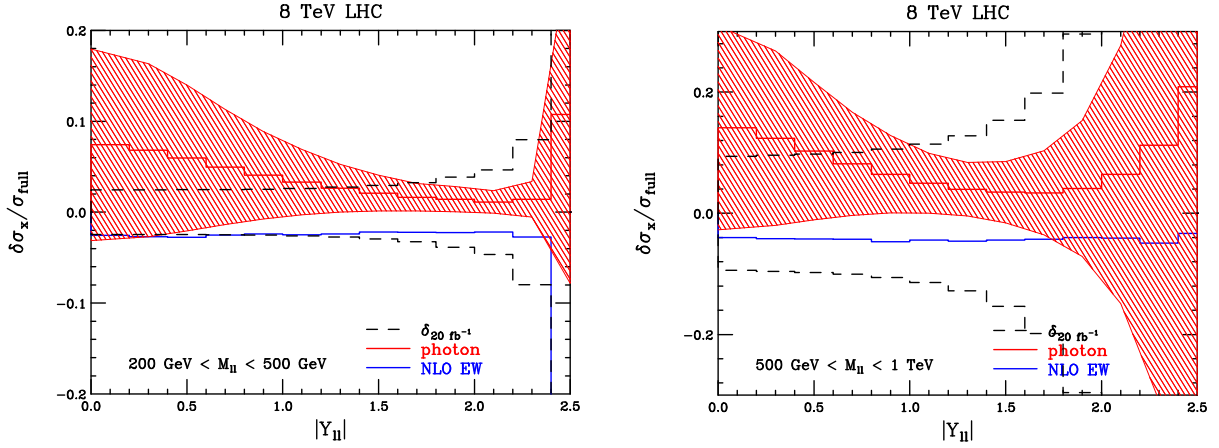 8 TeV LHC
0.2
0.1
0.0
−0.1
−0.2
δσx/σfull
δ20 fb⁻¹
photon
NLO EW
200 GeV < Mll < 500 GeV
0.0 0.5 1.0 1.5 2.0 2.5
|Yll|
8 TeV LHC
0.2
0.0
−0.2
δσx/σfull
δ20 fb⁻¹
photon
NLO EW
500 GeV < Mll < 1 TeV
0.0 0.5 1.0 1.5 2.0 2.5
|Yll|